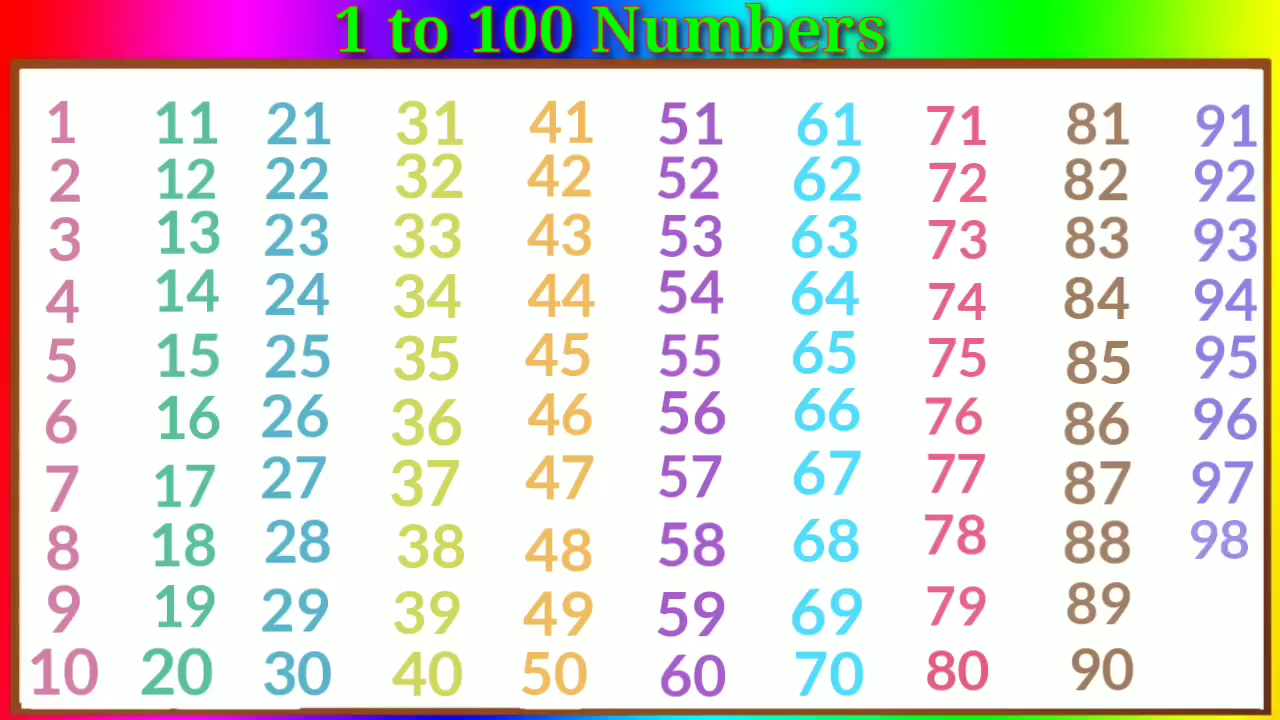 1 to 100 Numbers
1 11 21 31 41 51 61 71 81 91
2 12 22 32 42 52 62 72 82 92
3 13 23 33 43 53 63 73 83 93
4 14 24 34 44 54 64 74 84 94
5 15 25 35 45 55 65 75 85 95
6 16 26 36 46 56 66 76 86 96
7 17 27 37 47 57 67 77 87 97
8 18 28 38 48 58 68 78 88 98
9 19 29 39 49 59 69 79 89
10 20 30 40 50 60 70 80 90